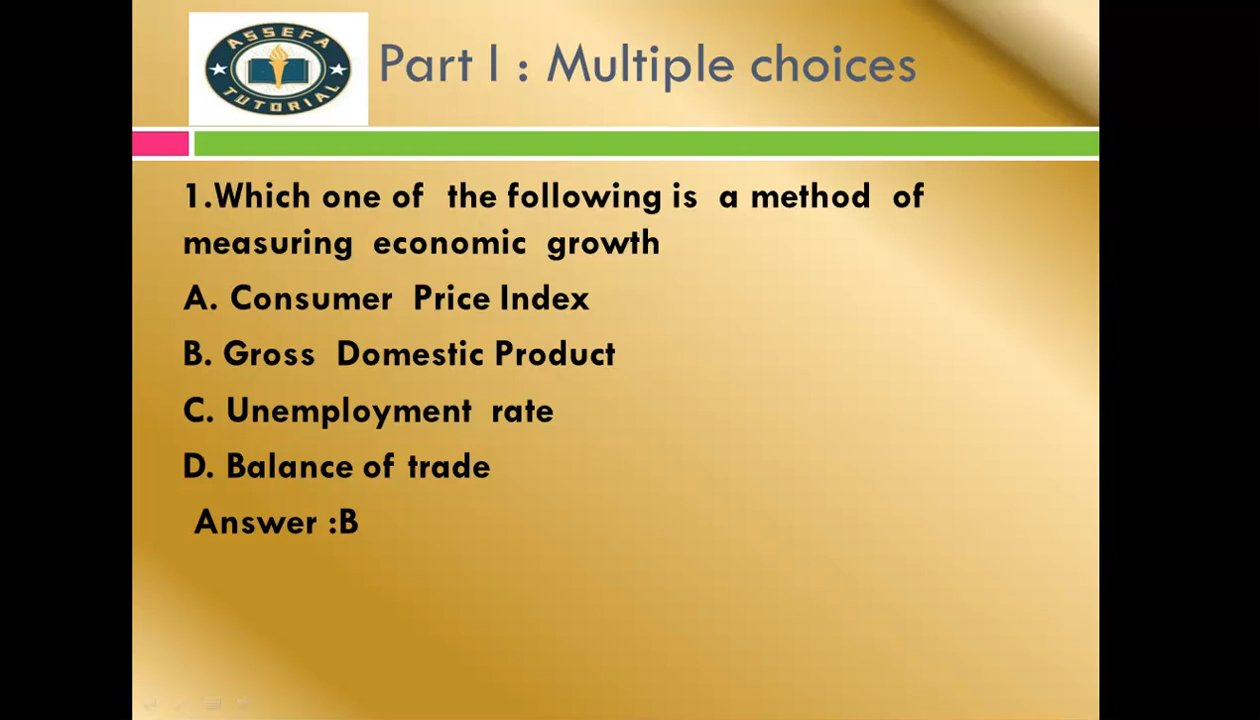 ASSEFA
TUTORIAL
Part I : Multiple choices
1.Which one of the following is a method of
measuring economic growth
A. Consumer Price Index
B. Gross Domestic Product
C. Unemployment rate
D. Balance of trade
Answer :B